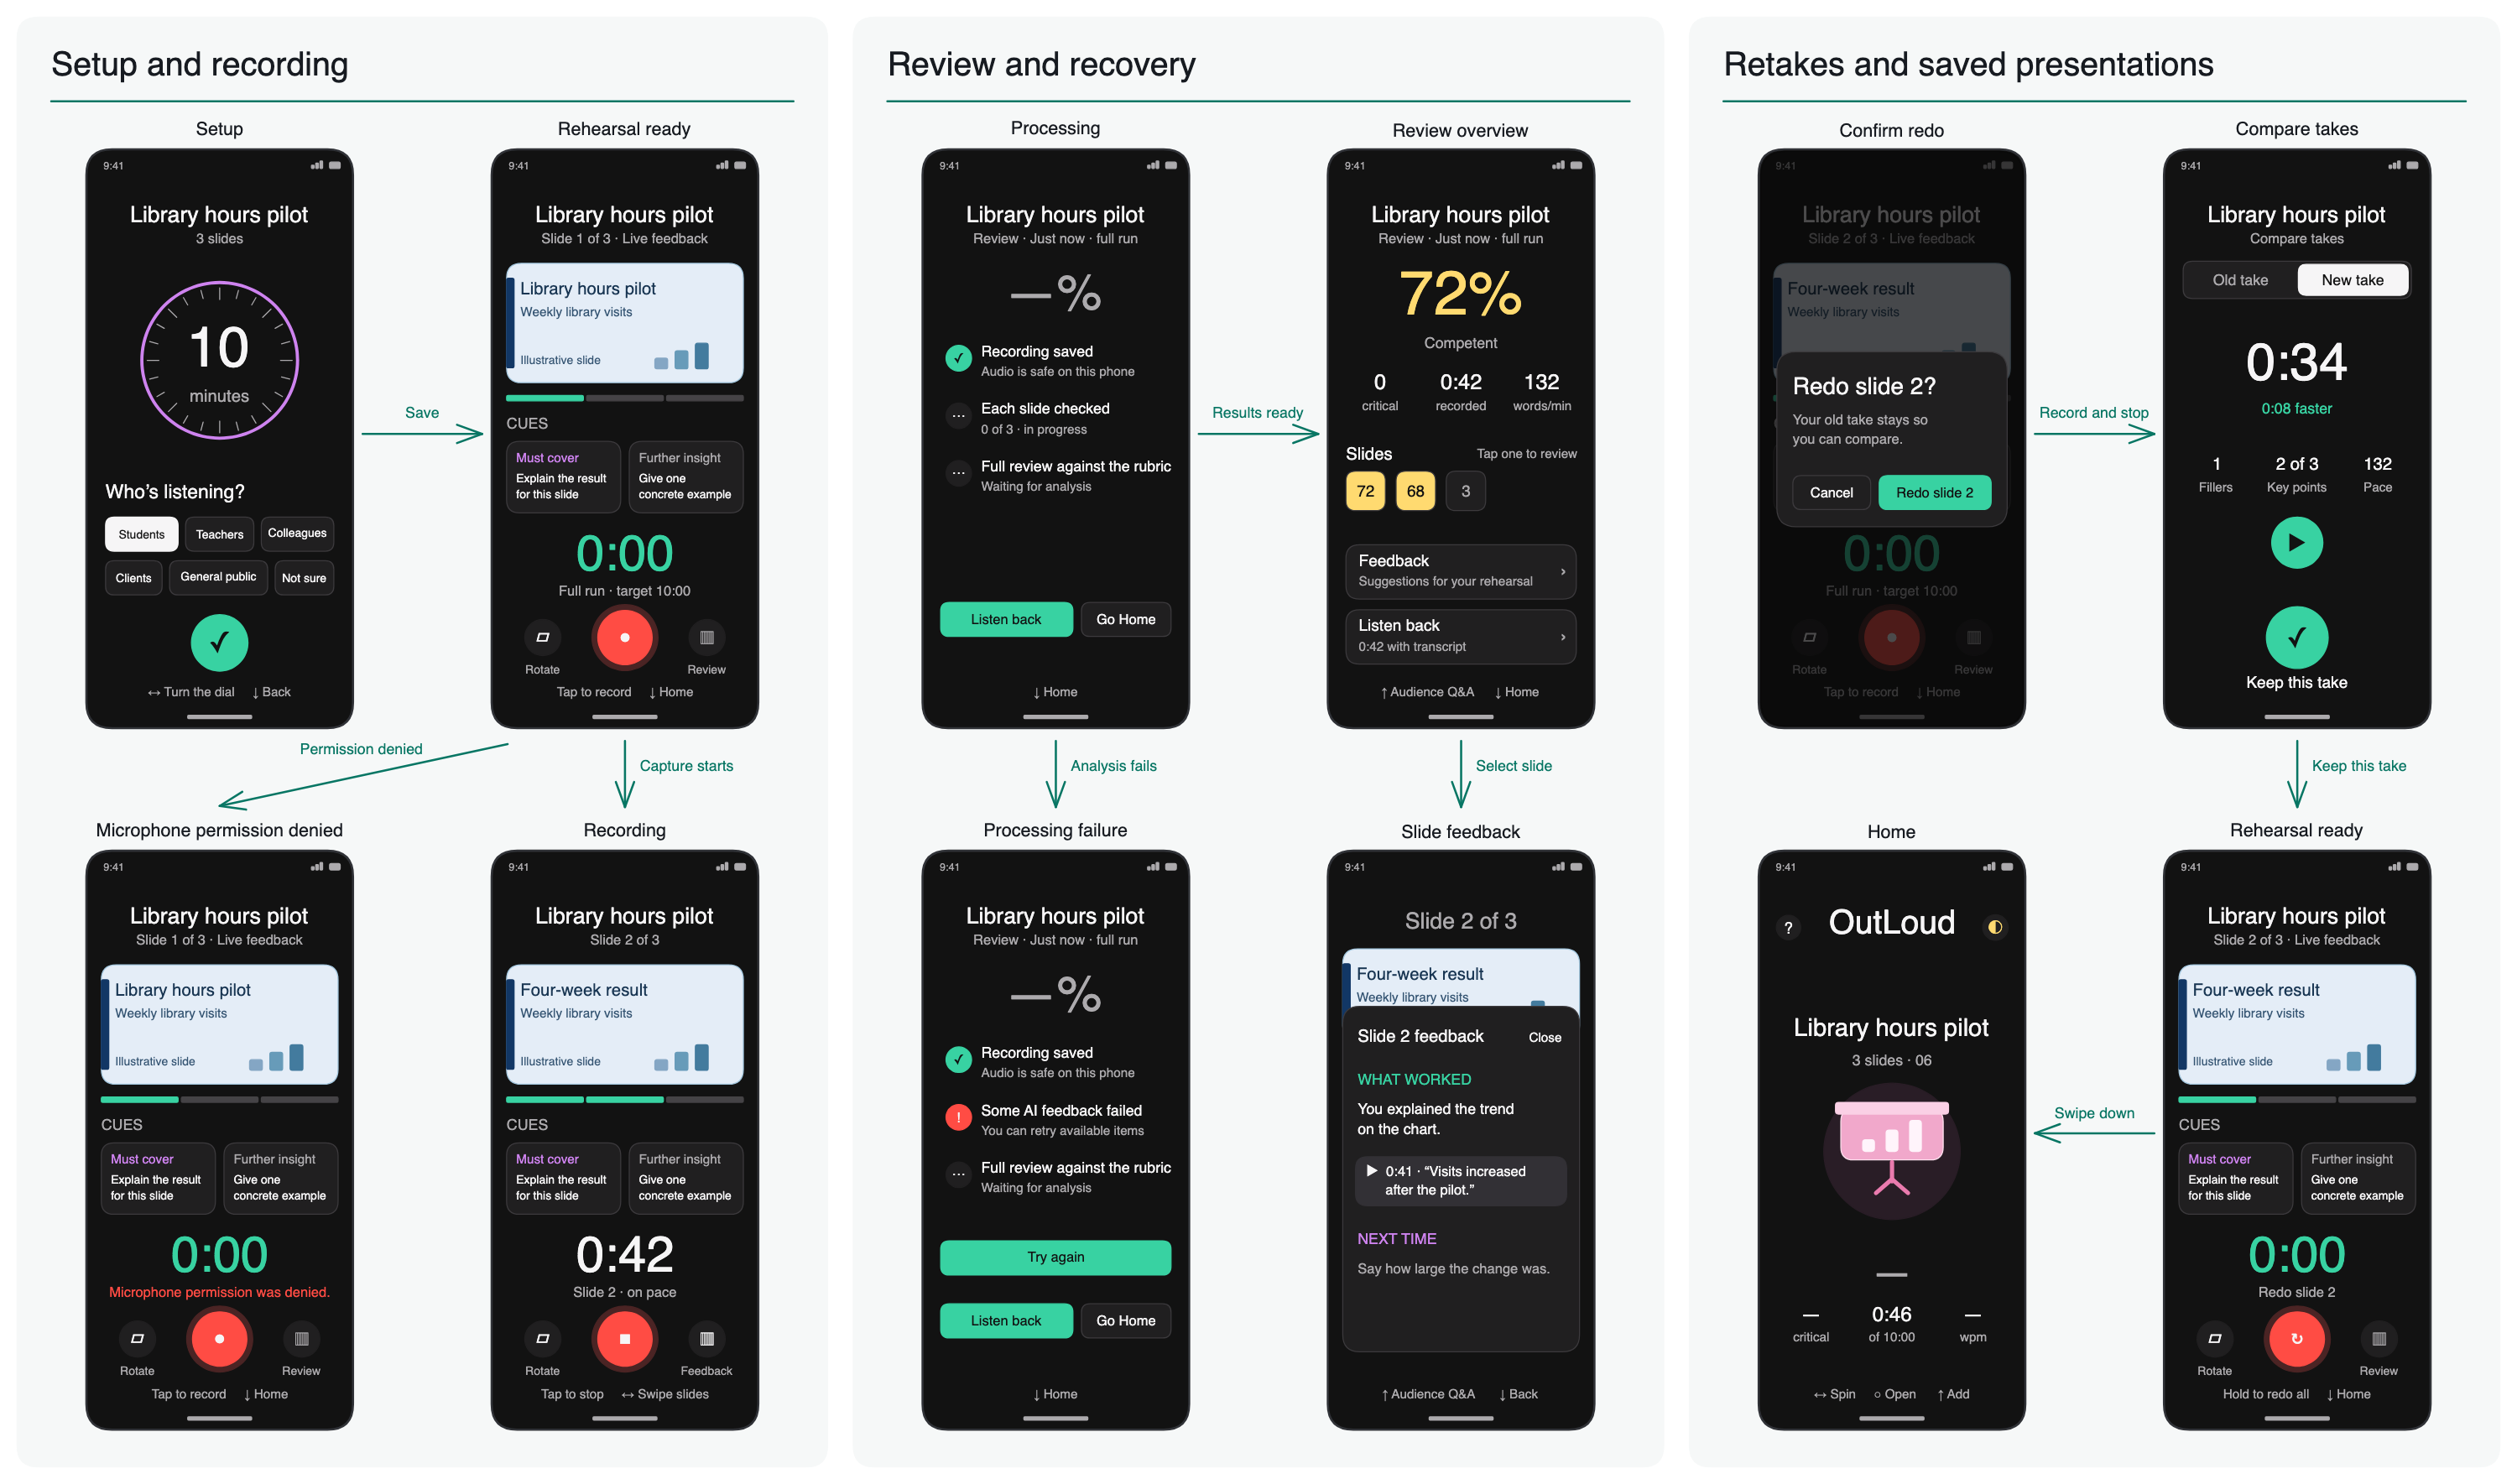 Setup and recording
Setup
9:41
Library hours pilot
3 slides
10
minutes
Who's listening?
Students Teachers Colleagues
Clients General public Not sure
✓
↔ Turn the dial ↓ Back
Save
Rehearsal ready
9:41
Library hours pilot
Slide 1 of 3 · Live feedback
Library hours pilot
Weekly library visits
Illustrative slide
CUES
Must cover
Explain the result
for this slide
Further insight
Give one
concrete example
0:00
Full run · target 10:00
Rotate Review
Tap to record ↓ Home
Permission denied
Capture starts
Microphone permission denied
9:41
Library hours pilot
Slide 1 of 3 · Live feedback
Library hours pilot
Weekly library visits
Illustrative slide
CUES
Must cover
Explain the result
for this slide
Further insight
Give one
concrete example
0:00
Microphone permission was denied.
Rotate Review
Tap to record ↓ Home
Recording
9:41
Library hours pilot
Slide 2 of 3
Four-week result
Weekly library visits
Illustrative slide
CUES
Must cover
Explain the result
for this slide
Further insight
Give one
concrete example
0:42
Slide 2 · on pace
Rotate Feedback
Tap to stop ↔ Swipe slides
Review and recovery
Processing
9:41
Library hours pilot
Review · Just now · full run
—%
✓ Recording saved
Audio is safe on this phone
... Each slide checked
0 of 3 · in progress
... Full review against the rubric
Waiting for analysis
Listen back Go Home
↓ Home
Results ready
Review overview
9:41
Library hours pilot
Review · Just now · full run
72%
Competent
0 0:42 132
critical recorded words/min
Slides Tap one to review
72 68 3
Feedback ›
Suggestions for your rehearsal
Listen back ›
0:42 with transcript
↑ Audience Q&A ↓ Home
Analysis fails
Select slide
Processing failure
9:41
Library hours pilot
Review · Just now · full run
—%
✓ Recording saved
Audio is safe on this phone
! Some AI feedback failed
You can retry available items
... Full review against the rubric
Waiting for analysis
Try again
Listen back Go Home
↓ Home
Slide feedback
9:41
Slide 2 of 3
Four-week result
Weekly library visits
Slide 2 feedback Close
WHAT WORKED
You explained the trend
on the chart.
▶ 0:41 · “Visits increased
after the pilot.”
NEXT TIME
Say how large the change was.
↑ Audience Q&A ↓ Back
Retakes and saved presentations
Confirm redo
9:41
Library hours pilot
Slide 2 of 3 · Live feedback
Four-week result
Weekly library visits
Redo slide 2?
Your old take stays so
you can compare.
Cancel Redo slide 2
0:00
Full run · target 10:00
Rotate Review
Tap to record ↓ Home
Record and stop
Compare takes
9:41
Library hours pilot
Compare takes
Old take New take
0:34
0:08 faster
1 2 of 3 132
Fillers Key points Pace
✓
Keep this take
Keep this take
Home
9:41
? OutLoud
Library hours pilot
3 slides · 06
—
— 0:46 —
critical of 10:00 wpm
↔ Spin ○ Open ↑ Add
Swipe down
Rehearsal ready
9:41
Library hours pilot
Slide 2 of 3 · Live feedback
Four-week result
Weekly library visits
Illustrative slide
CUES
Must cover
Explain the result
for this slide
Further insight
Give one
concrete example
0:00
Redo slide 2
Rotate Review
Hold to redo all ↓ Home